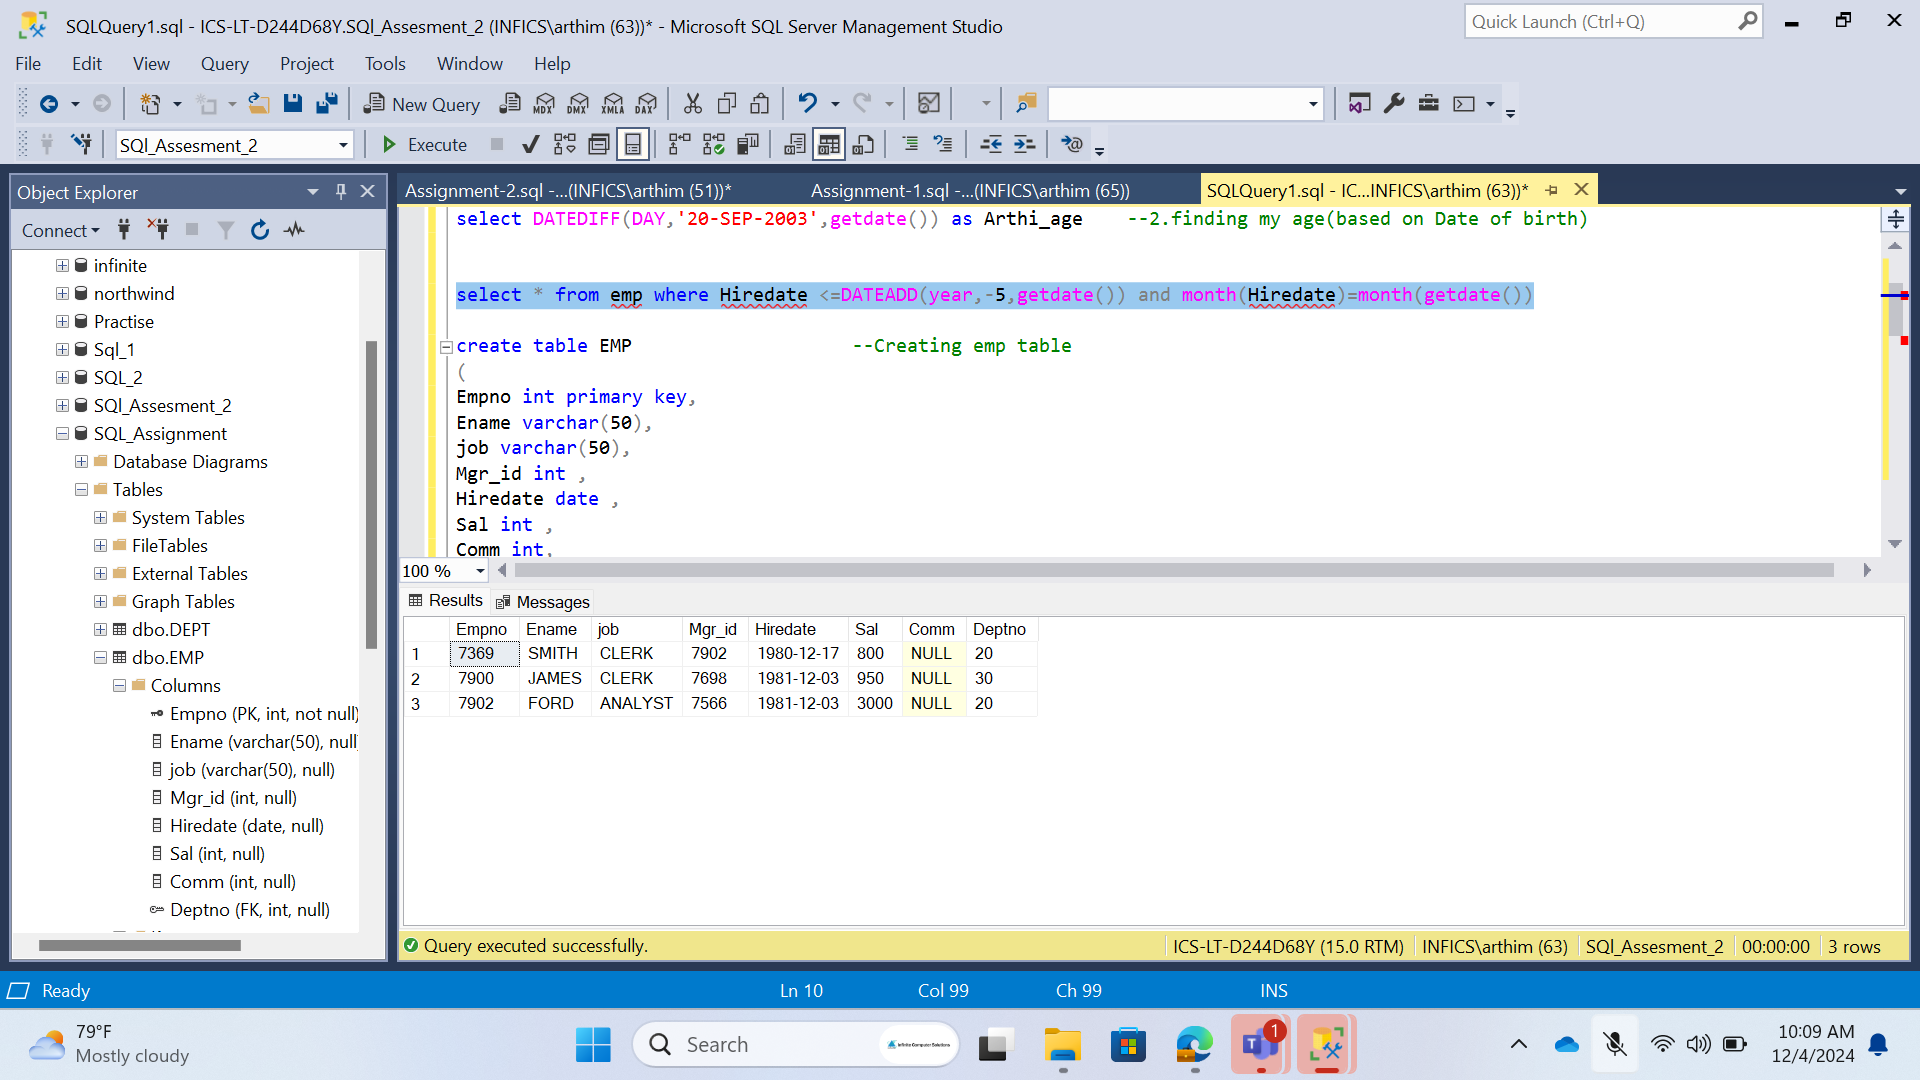 SQLQuery1.sql - ICS-LT-D244D68Y.SQl_Assesment_2 (INFICS\arthim (63))* - Microsoft SQL Server Management Studio
Quick Launch (Ctrl+Q)
File Edit View Query Project Tools Window Help
New Query MDX DMX XMLA DAX
SQl_Assesment_2 Execute
Object Explorer
Connect
infinite
northwind
Practise
Sql_1
SQL_2
SQl_Assesment_2
SQL_Assignment
Database Diagrams
Tables
System Tables
FileTables
External Tables
Graph Tables
dbo.DEPT
dbo.EMP
Columns
Empno (PK, int, not null)
Ename (varchar(50), null
job (varchar(50), null)
Mgr_id (int, null)
Hiredate (date, null)
Sal (int, null)
Comm (int, null)
Deptno (FK, int, null)
Assignment-2.sql -...(INFICS\arthim (51))* Assignment-1.sql -...(INFICS\arthim (65)) SQLQuery1.sql - IC...INFICS\arthim (63))*
select DATEDIFF(DAY,'20-SEP-2003',getdate()) as Arthi_age --2.finding my age(based on Date of birth)
select * from emp where Hiredate <=DATEADD(year,-5,getdate()) and month(Hiredate)=month(getdate())
create table EMP --Creating emp table
(
Empno int primary key,
Ename varchar(50),
job varchar(50),
Mgr_id int ,
Hiredate date ,
Sal int ,
Comm int,
100 %
Results Messages
Empno Ename job Mgr_id Hiredate Sal Comm Deptno
1 7369 SMITH CLERK 7902 1980-12-17 800 NULL 20
2 7900 JAMES CLERK 7698 1981-12-03 950 NULL 30
3 7902 FORD ANALYST 7566 1981-12-03 3000 NULL 20
Query executed successfully. ICS-LT-D244D68Y (15.0 RTM) INFICS\arthim (63) SQl_Assesment_2 00:00:00 3 rows
Ready Ln 10 Col 99 Ch 99 INS
79°F
Mostly cloudy
Search
Infinite Computer Solutions
1
10:09 AM
12/4/2024